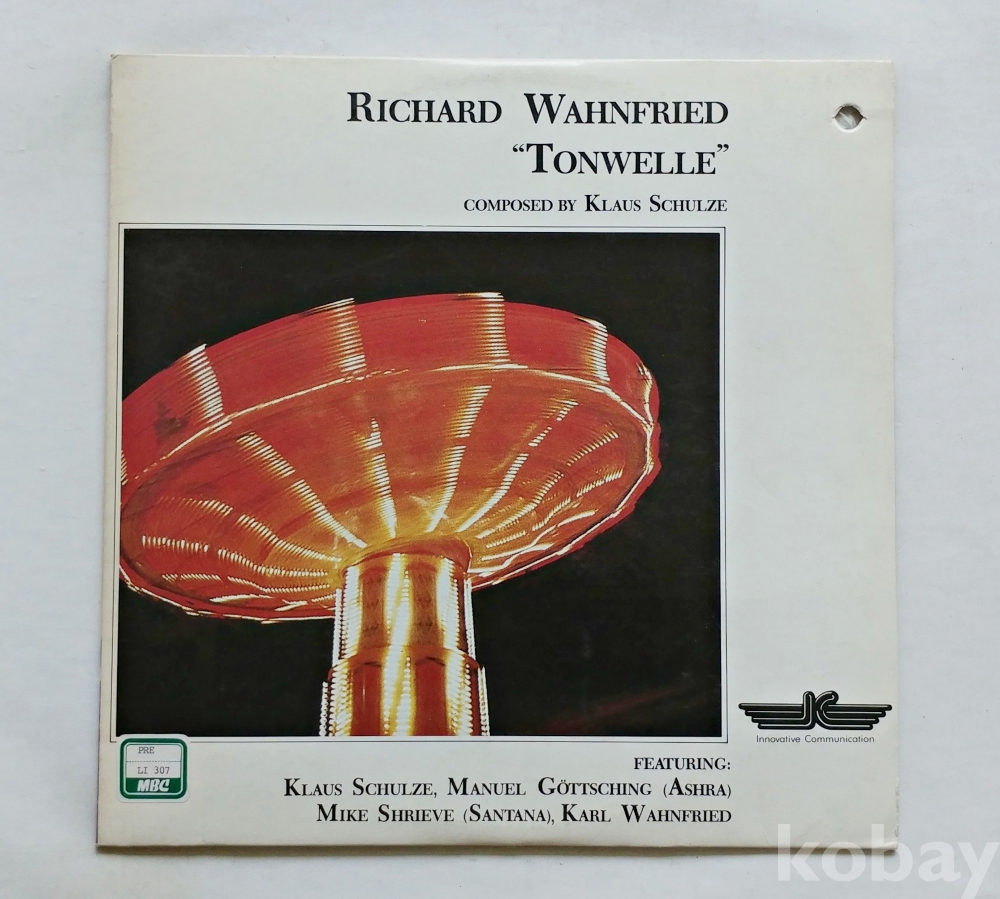 RICHARD WAHNFRIED
“TONWELLE”
COMPOSED BY KLAUS SCHULZE
IC
Innovative Communication
PRE
LI 307
MBC
FEATURING:
KLAUS SCHULZE, MANUEL GÖTTSCHING (ASHRA)
MIKE SHRIEVE (SANTANA), KARL WAHNFRIED
kobay